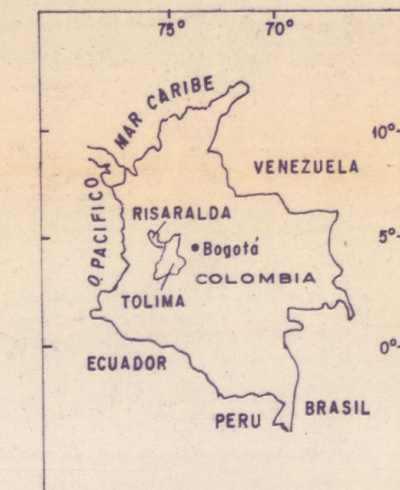 75° 70°
MAR CARIBE
10°
VENEZUELA
O PACIFICO
RISARALDA
5°
Bogotá
COLOMBIA
TOLIMA
0°
ECUADOR
PERU
BRASIL